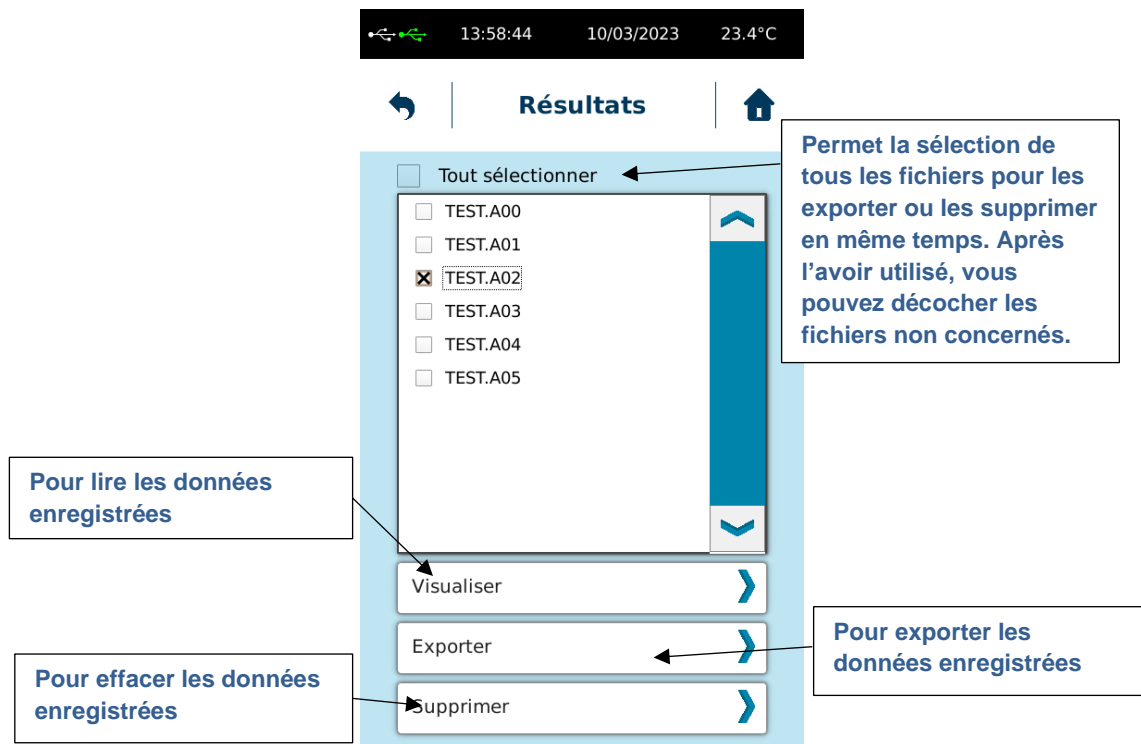 13:58:44 10/03/2023 23.4°C
Résultats
Tout sélectionner
TEST.A00
TEST.A01
TEST.A02
TEST.A03
TEST.A04
TEST.A05
Visualiser
Exporter
Supprimer
Permet la sélection de
tous les fichiers pour les
exporter ou les supprimer
en même temps. Après
l’avoir utilisé, vous
pouvez décocher les
fichiers non concernés.
Pour lire les données
enregistrées
Pour exporter les
données enregistrées
Pour effacer les données
enregistrées